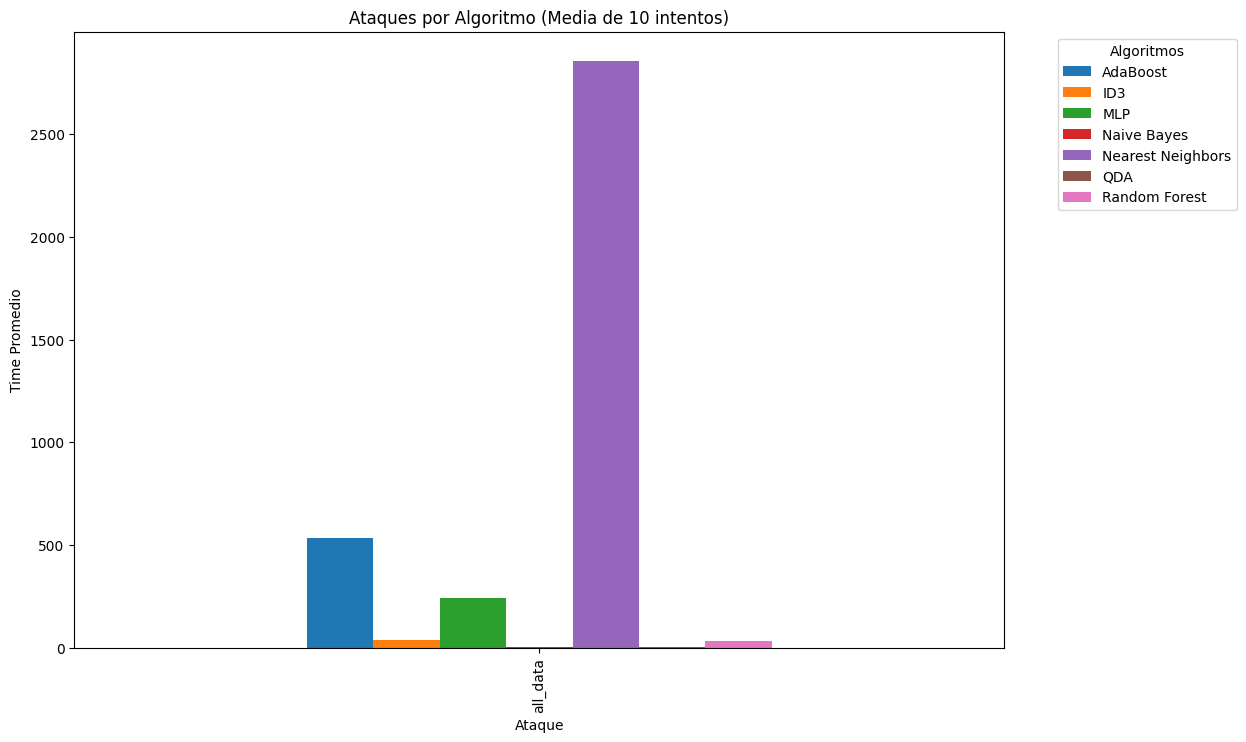 Ataques por Algoritmo (Media de 10 intentos)
Algoritmos
AdaBoost
ID3
MLP
Naive Bayes
Nearest Neighbors
QDA
Random Forest
Time Promedio
2500
2000
1500
1000
500
0
all_data
Ataque